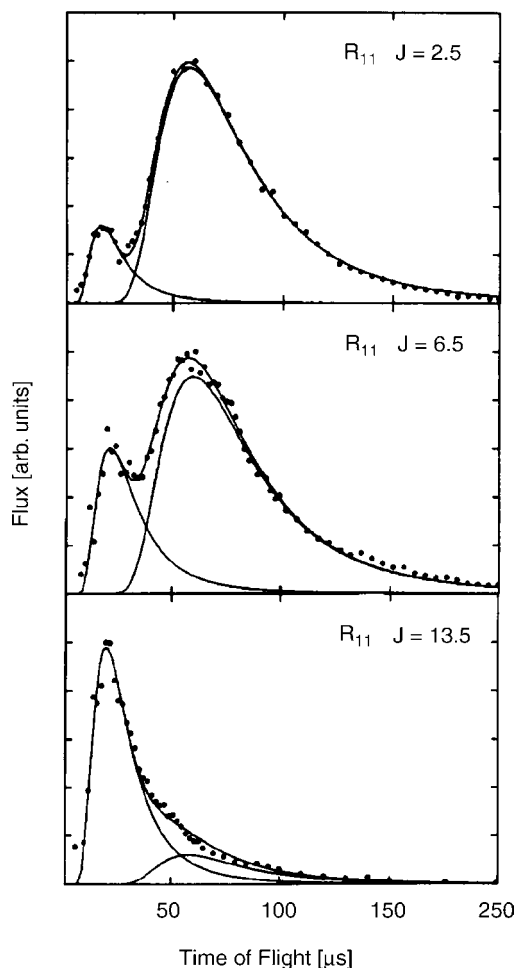 R₁₁ J = 2.5
R₁₁ J = 6.5
R₁₁ J = 13.5
Flux [arb. units]
50 100 150 250
Time of Flight [μs]